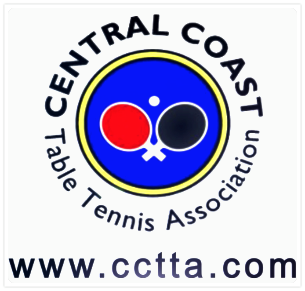 CENTRAL COAST
Table Tennis Association
www.cctta.com